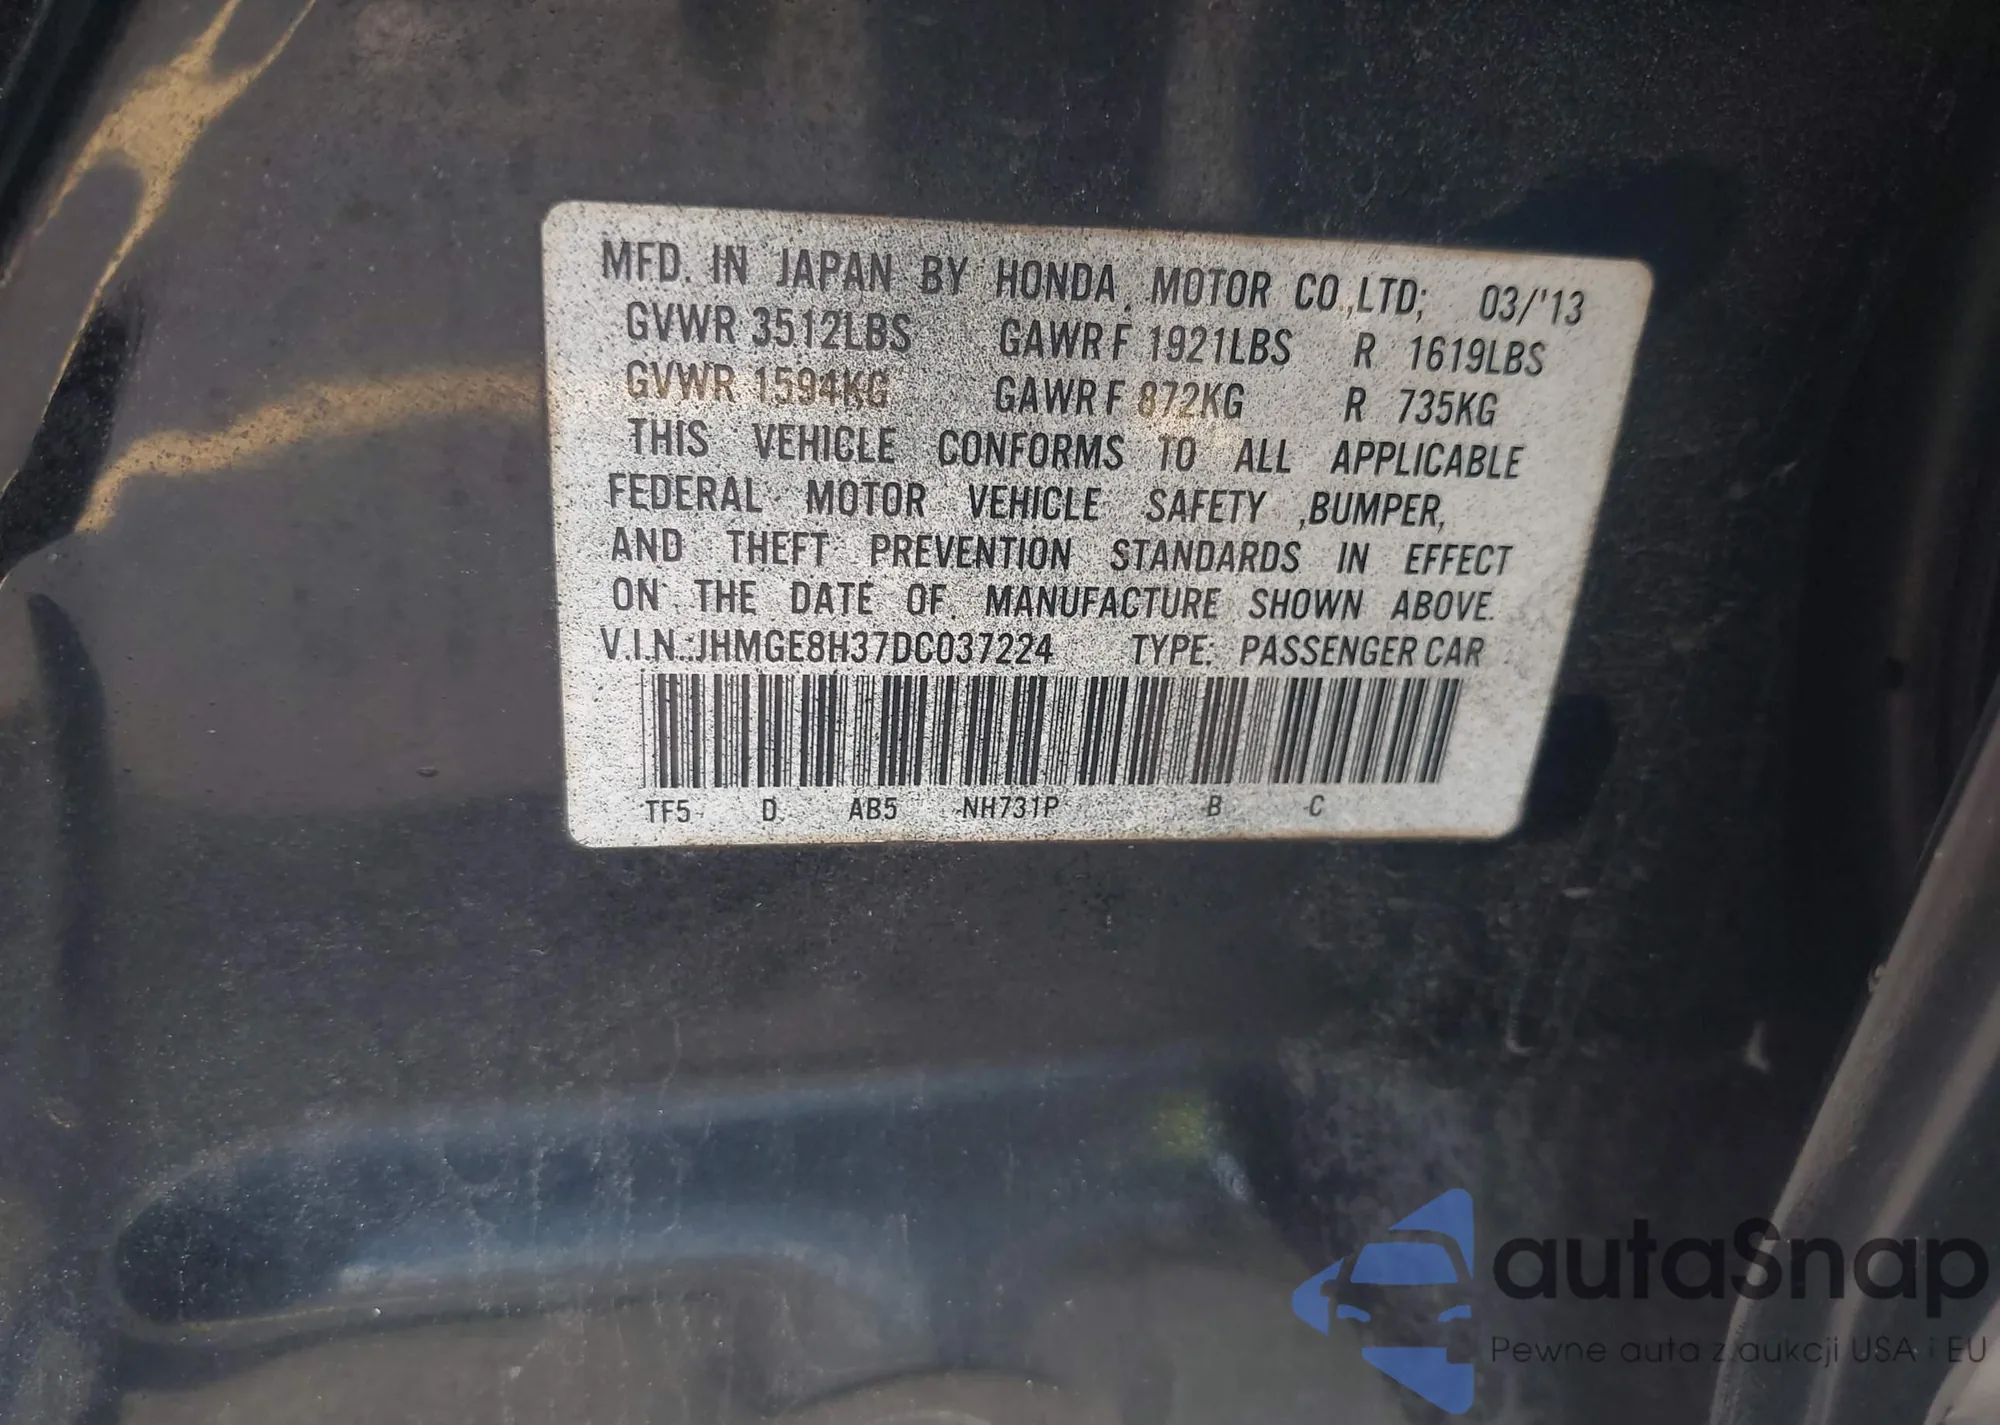 MFD. IN JAPAN BY HONDA MOTOR CO.,LTD; 03/'13
GVWR 3512LBS GAWR F 1921LBS R 1619LBS
GVWR 1594KG GAWR F 872KG R 735KG
THIS VEHICLE CONFORMS TO ALL APPLICABLE
FEDERAL MOTOR VEHICLE SAFETY ,BUMPER,
AND THEFT PREVENTION STANDARDS IN EFFECT
ON THE DATE OF MANUFACTURE SHOWN ABOVE.
V.I.N.:JHMGE8H37DC037224 TYPE: PASSENGER CAR
TF5 D AB5 NH731P B C
autaSnap
Pewne auta z aukcji USA i EU